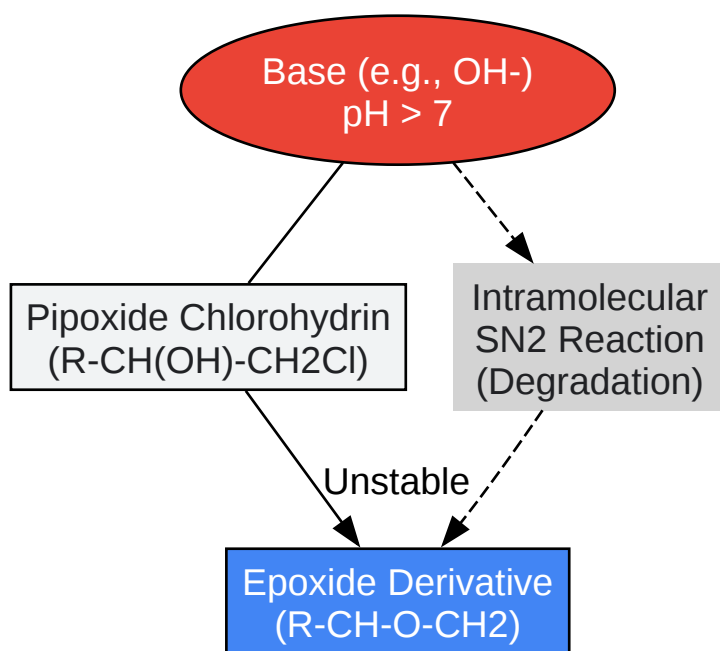 Base (e.g., OH-)
pH > 7
Pipoxide Chlorohydrin
(R-CH(OH)-CH2Cl)
Intramolecular
SN2 Reaction
(Degradation)
Unstable
Epoxide Derivative
(R-CH-O-CH2)